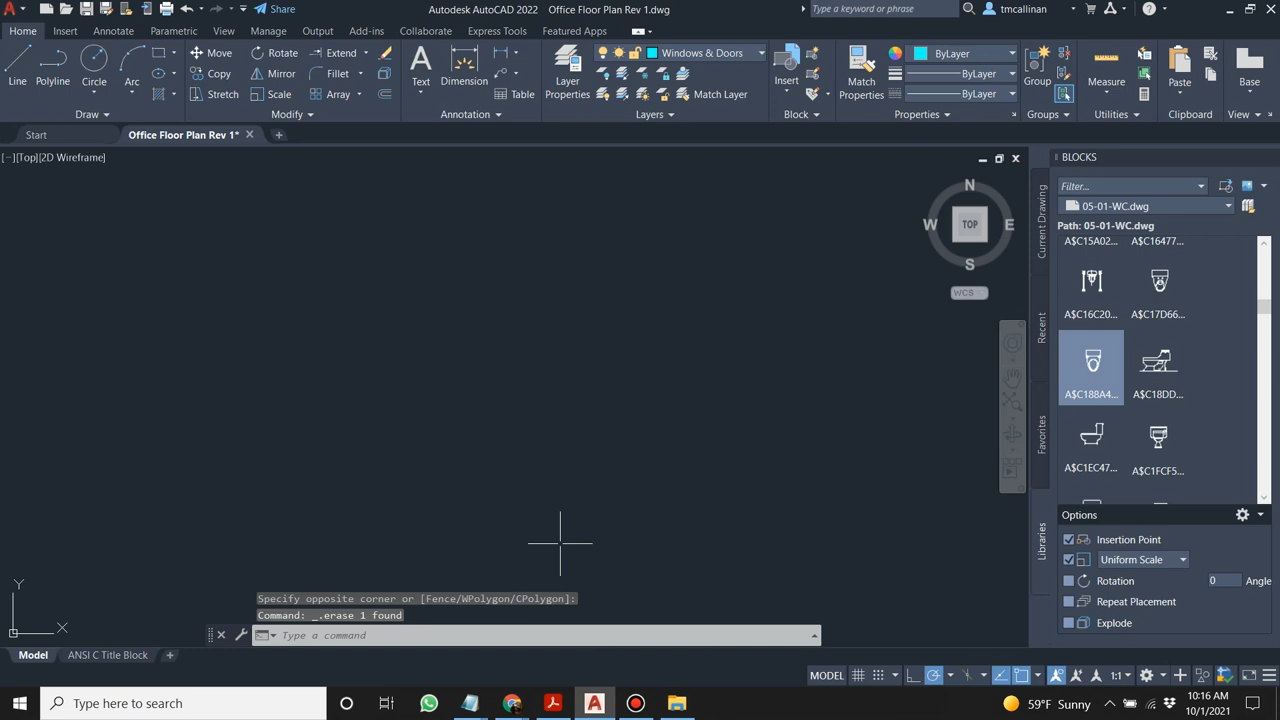 Share
Autodesk AutoCAD 2022 Office Floor Plan Rev 1.dwg
Type a keyword or phrase
tmcallinan
Home Insert Annotate Parametric View Manage Output Add-ins Collaborate Express Tools Featured Apps
Line Polyline Circle Arc
Move Rotate Extend
Copy Mirror Fillet
Stretch Scale Array
Text Dimension
Table
Layer Properties
Windows & Doors
Match Layer
Insert
Match Properties
ByLayer
ByLayer
ByLayer
Group
Measure
Paste
Base
Draw Modify Annotation Layers Block Properties Groups Utilities Clipboard View
Start Office Floor Plan Rev 1*
[−][Top][2D Wireframe]
N
W TOP E
S
WCS
BLOCKS
Filter...
05-01-WC.dwg
Path: 05-01-WC.dwg
A$C15A02... A$C16477...
A$C16C20... A$C17D66...
A$C188A4... A$C18DD...
A$C1EC47... A$C1FCF5...
Current Drawing
Recent
Favorites
Libraries
Options
Insertion Point
Uniform Scale
Rotation 0 Angle
Repeat Placement
Explode
Y
X
Specify opposite corner or [Fence/WPolygon/CPolygon]:
Command: _.erase 1 found
Type a command
Model ANSI C Title Block
MODEL 1:1
Type here to search
59°F Sunny
10:16 AM
10/1/2021